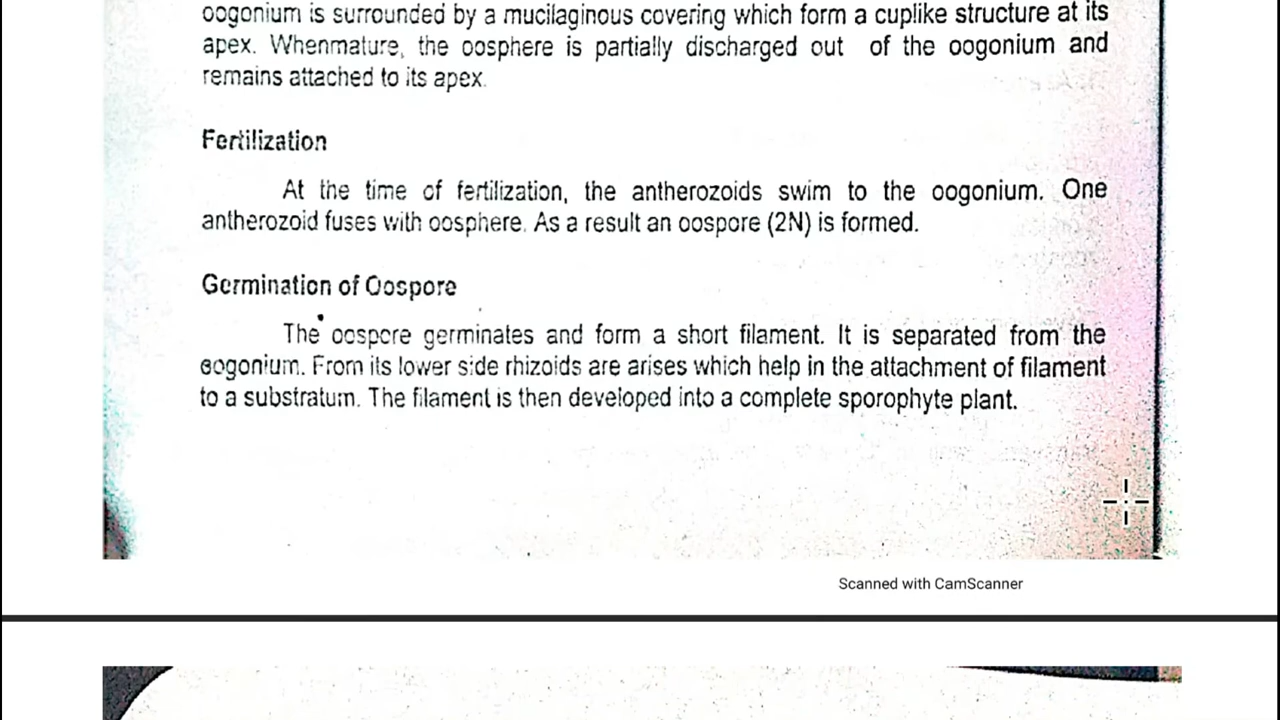 oogonium is surrounded by a mucilaginous covering which form a cuplike structure at its
apex. Whenmature, the oosphere is partially discharged out of the oogonium and
remains attached to its apex.
Fertilization
At the time of fertilization, the antherozoids swim to the oogonium. One
antherozoid fuses with oosphere. As a result an oospore (2N) is formed.
Germination of Oospore
The oospore germinates and form a short filament. It is separated from the
oogonium. From its lower side rhizoids are arises which help in the attachment of filament
to a substratum. The filament is then developed into a complete sporophyte plant.
Scanned with CamScanner